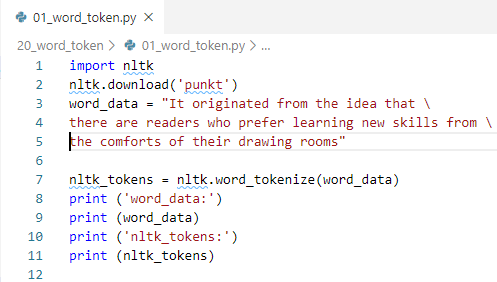 01_word_token.py ×
20_word_token > 01_word_token.py > ...
1 import nltk
2 nltk.download('punkt')
3 word_data = "It originated from the idea that \
4 there are readers who prefer learning new skills from \
5 the comforts of their drawing rooms"
6
7 nltk_tokens = nltk.word_tokenize(word_data)
8 print ('word_data:')
9 print (word_data)
10 print ('nltk_tokens:')
11 print (nltk_tokens)
12